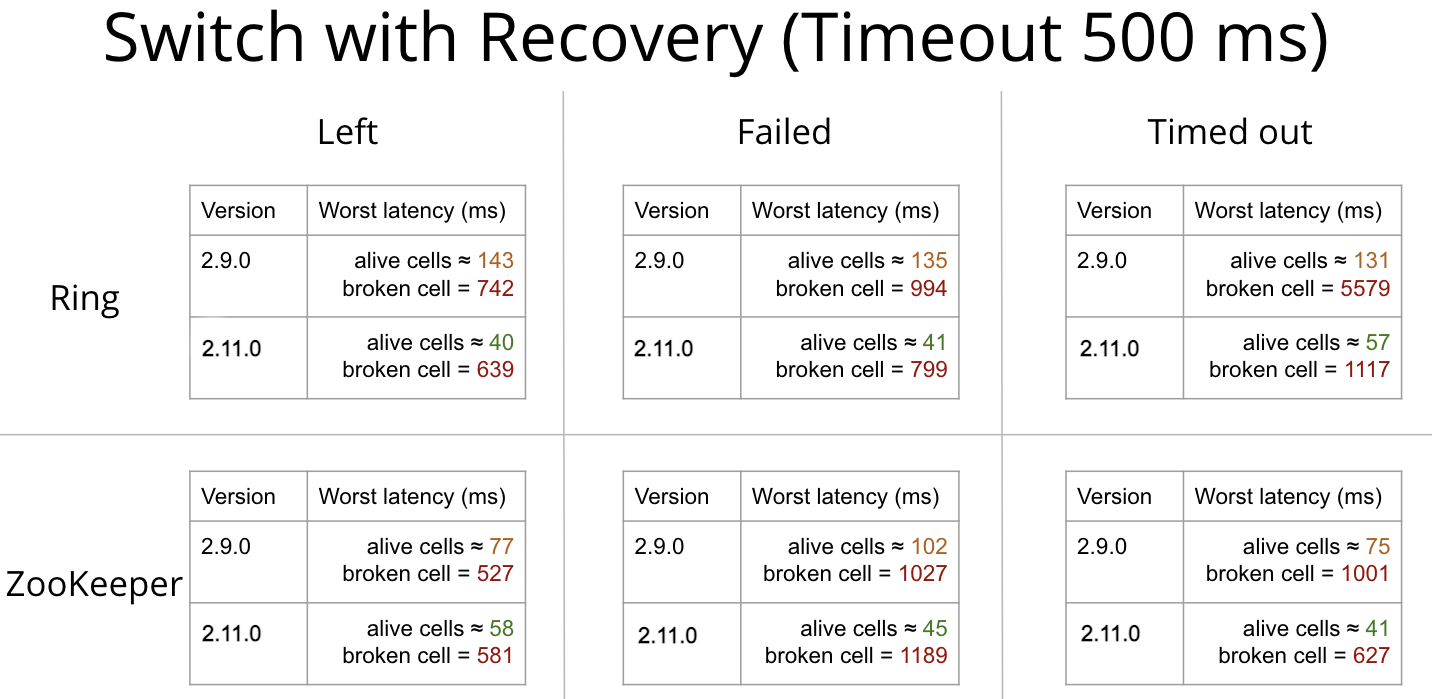 Switch with Recovery (Timeout 500 ms)
Left
Failed
Timed out
Ring
Version Worst latency (ms)
2.9.0 alive cells ≈ 143
broken cell = 742
2.11.0 alive cells ≈ 40
broken cell = 639
Version Worst latency (ms)
2.9.0 alive cells ≈ 135
broken cell = 994
2.11.0 alive cells ≈ 41
broken cell = 799
Version Worst latency (ms)
2.9.0 alive cells ≈ 131
broken cell = 5579
2.11.0 alive cells ≈ 57
broken cell = 1117
ZooKeeper
Version Worst latency (ms)
2.9.0 alive cells ≈ 77
broken cell = 527
2.11.0 alive cells ≈ 58
broken cell = 581
Version Worst latency (ms)
2.9.0 alive cells ≈ 102
broken cell = 1027
2.11.0 alive cells ≈ 45
broken cell = 1189
Version Worst latency (ms)
2.9.0 alive cells ≈ 75
broken cell = 1001
2.11.0 alive cells ≈ 41
broken cell = 627